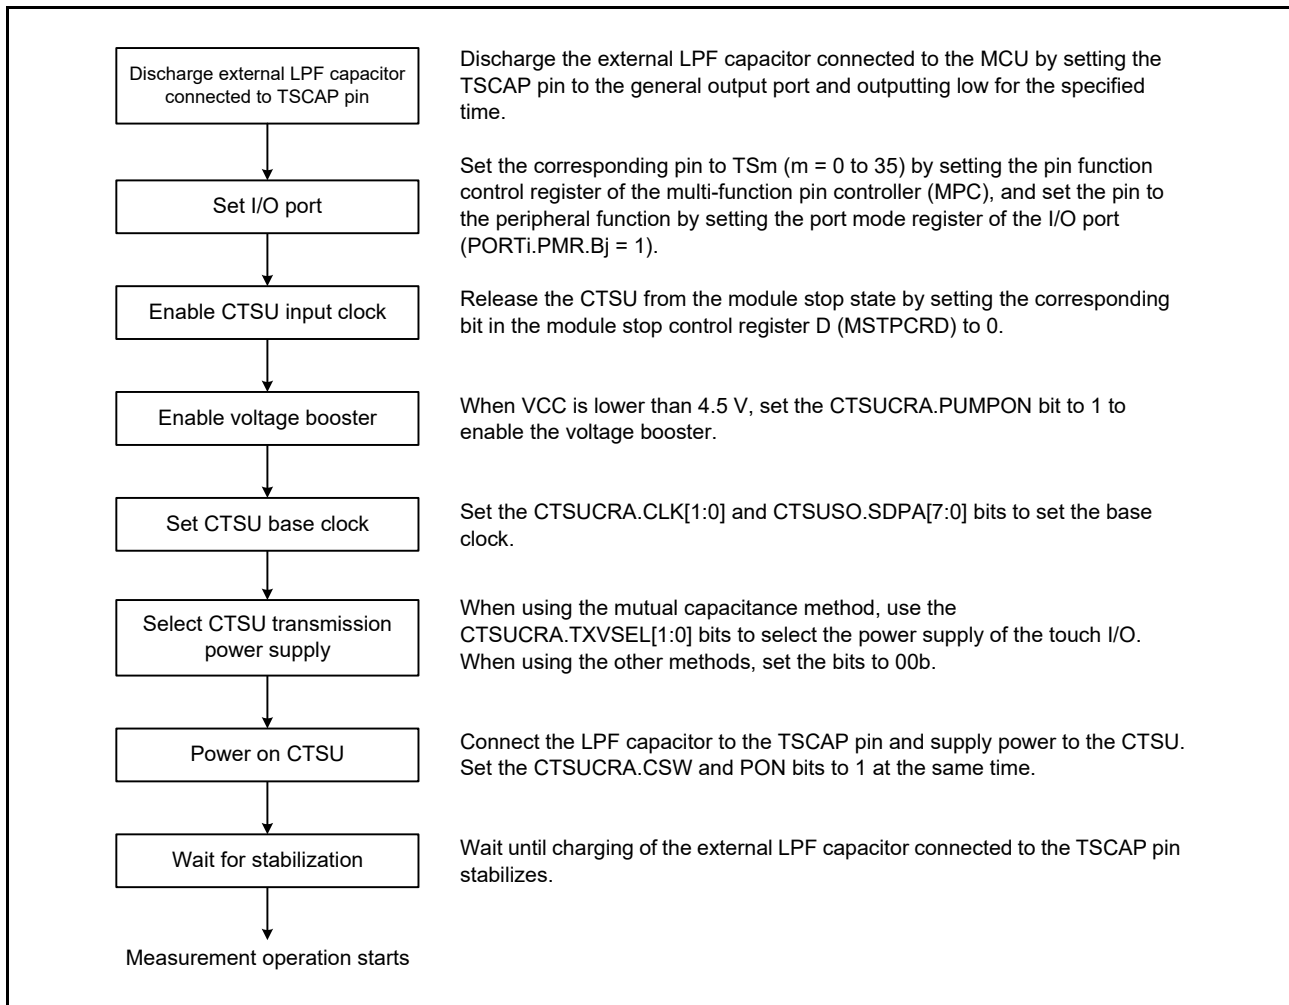 Discharge external LPF capacitor
connected to TSCAP pin
Discharge the external LPF capacitor connected to the MCU by setting the
TSCAP pin to the general output port and outputting low for the specified
time.
Set I/O port
Set the corresponding pin to TSm (m = 0 to 35) by setting the pin function
control register of the multi-function pin controller (MPC), and set the pin to
the peripheral function by setting the port mode register of the I/O port
(PORTi.PMR.Bj = 1).
Enable CTSU input clock
Release the CTSU from the module stop state by setting the corresponding
bit in the module stop control register D (MSTPCRD) to 0.
Enable voltage booster
When VCC is lower than 4.5 V, set the CTSUCRA.PUMPON bit to 1 to
enable the voltage booster.
Set CTSU base clock
Set the CTSUCRA.CLK[1:0] and CTSUSO.SDPA[7:0] bits to set the base
clock.
Select CTSU transmission
power supply
When using the mutual capacitance method, use the
CTSUCRA.TXVSEL[1:0] bits to select the power supply of the touch I/O.
When using the other methods, set the bits to 00b.
Power on CTSU
Connect the LPF capacitor to the TSCAP pin and supply power to the CTSU.
Set the CTSUCRA.CSW and PON bits to 1 at the same time.
Wait for stabilization
Wait until charging of the external LPF capacitor connected to the TSCAP pin
stabilizes.
Measurement operation starts